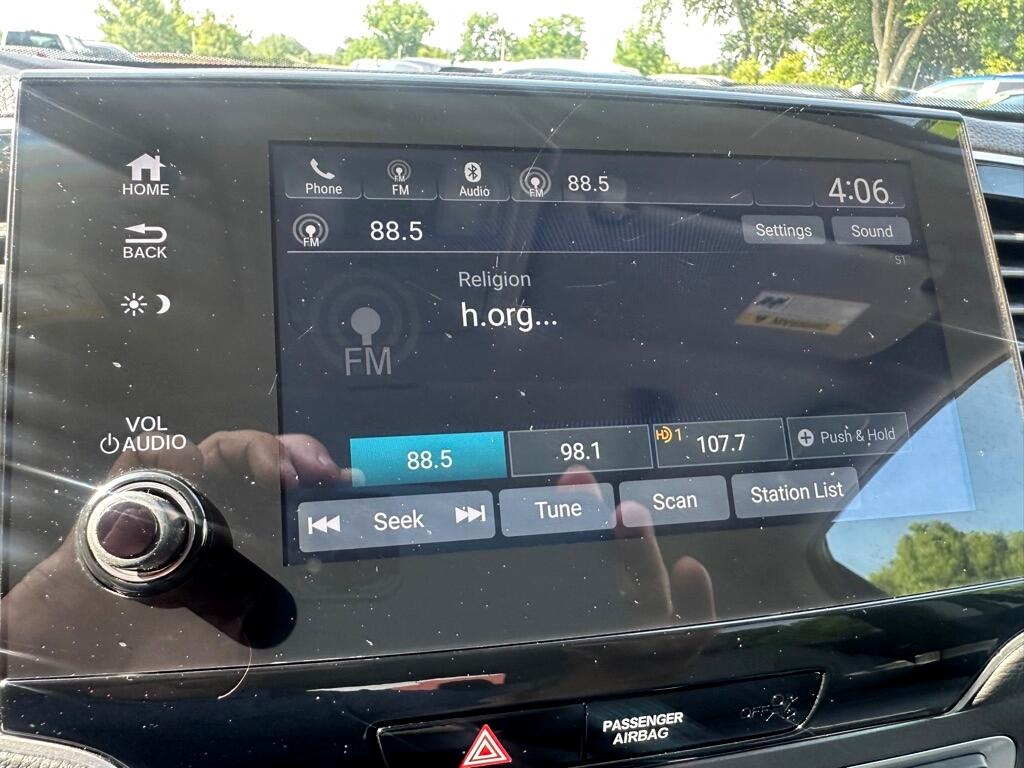 HOME
BACK
VOL
AUDIO
Phone
FM
FM
Audio
FM
88.5
4:06
FM
88.5
Settings
Sound
S1
Religion
h.org...
FM
88.5
98.1
HD 1
107.7
Push & Hold
Seek
Tune
Scan
Station List
PASSENGER
AIRBAG
OFF